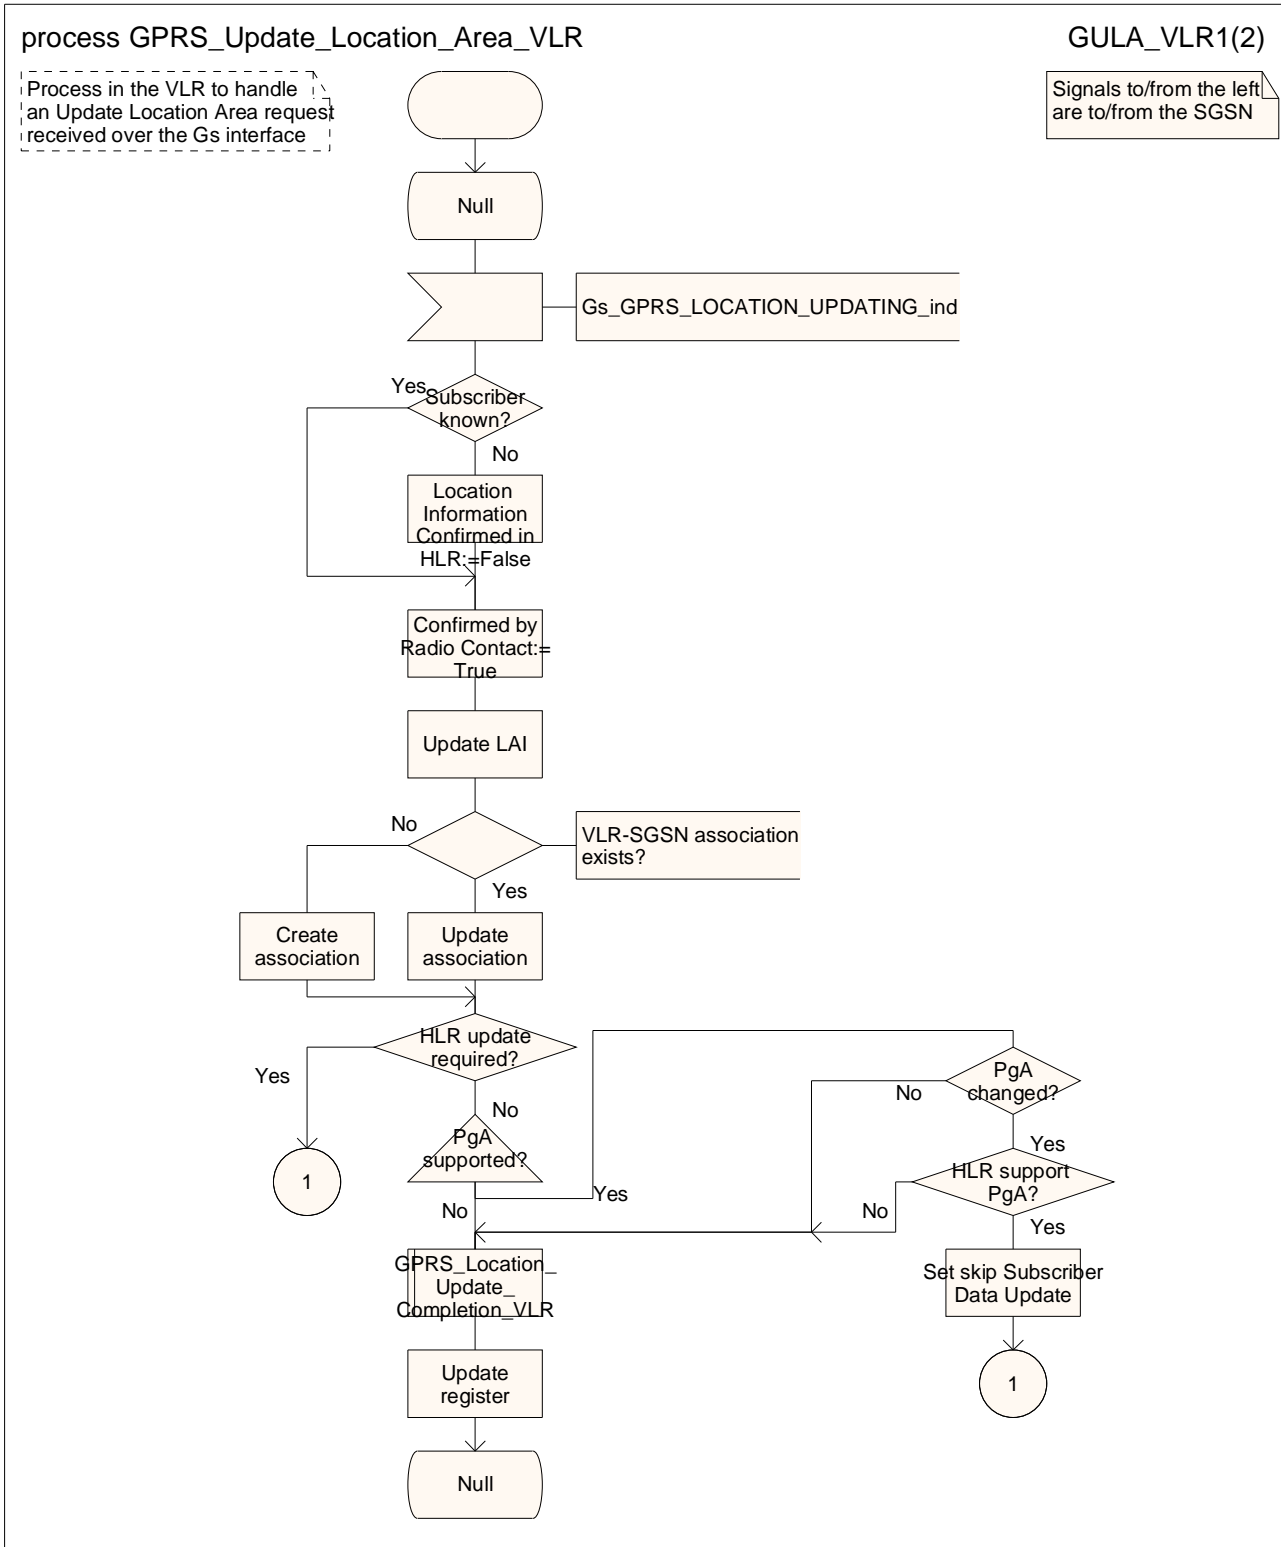 process GPRS_Update_Location_Area_VLR
GULA_VLR1(2)
Process in the VLR to handle
an Update Location Area request
received over the Gs interface
Signals to/from the left
are to/from the SGSN
Null
Gs_GPRS_LOCATION_UPDATING_ind
Yes
Subscriber
known?
No
Location
Information
Confirmed in
HLR:=False
Confirmed by
Radio Contact:=
True
Update LAI
No
VLR-SGSN association
exists?
Yes
Create
association
Update
association
HLR update
required?
Yes
No
PgA
changed?
No
Yes
PgA
supported?
1
Yes
No
HLR support
PgA?
No
Yes
GPRS_Location_
Update_
Completion_VLR
Set skip Subscriber
Data Update
Update
register
1
Null